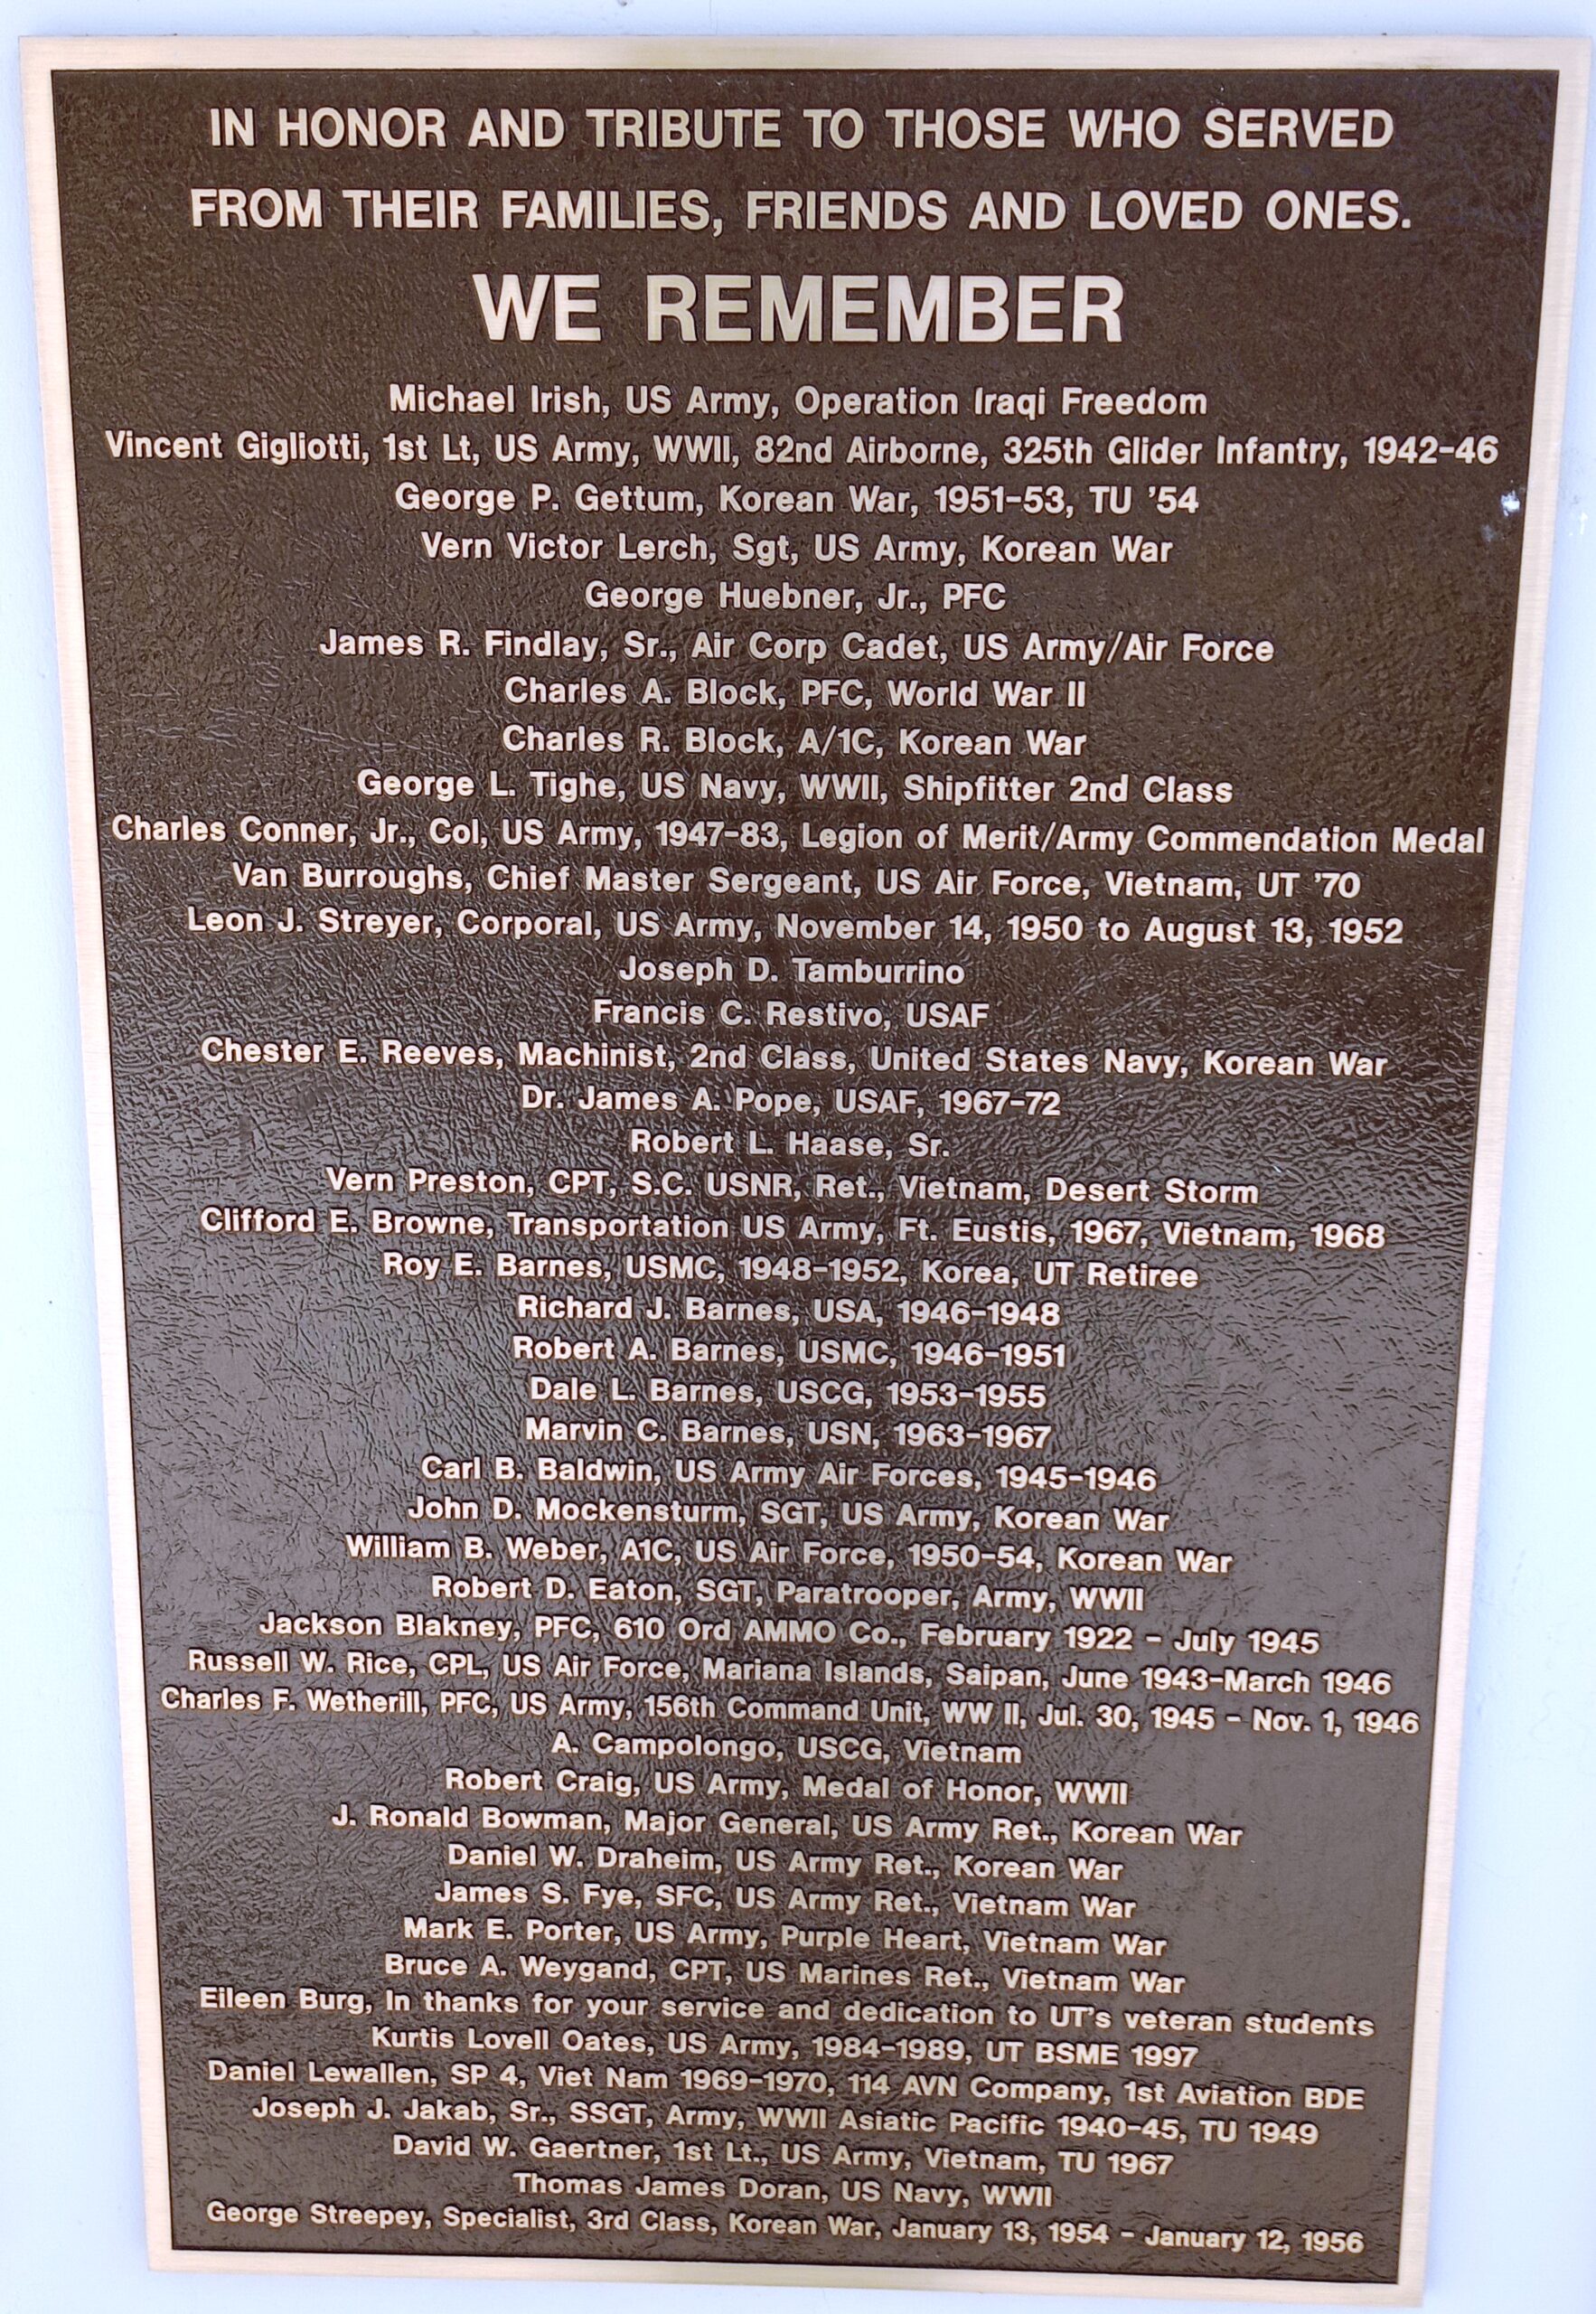 IN HONOR AND TRIBUTE TO THOSE WHO SERVED
FROM THEIR FAMILIES, FRIENDS AND LOVED ONES.
WE REMEMBER
Michael Irish, US Army, Operation Iraqi Freedom
Vincent Gigliotti, 1st Lt, US Army, WWII, 82nd Airborne, 325th Glider Infantry, 1942-46
George P. Gettum, Korean War, 1951-53, TU ’54
Vern Victor Lerch, Sgt, US Army, Korean War
George Huebner, Jr., PFC
James R. Findlay, Sr., Air Corp Cadet, US Army/Air Force
Charles A. Block, PFC, World War II
Charles R. Block, A/1C, Korean War
George L. Tighe, US Navy, WWII, Shipfitter 2nd Class
Charles Conner, Jr., Col, US Army, 1947-83, Legion of Merit/Army Commendation Medal
Van Burroughs, Chief Master Sergeant, US Air Force, Vietnam, UT ’70
Leon J. Streyer, Corporal, US Army, November 14, 1950 to August 13, 1952
Joseph D. Tamburrino
Francis C. Restivo, USAF
Chester E. Reeves, Machinist, 2nd Class, United States Navy, Korean War
Dr. James A. Pope, USAF, 1967-72
Robert L. Haase, Sr.
Vern Preston, CPT, S.C. USNR, Ret., Vietnam, Desert Storm
Clifford E. Browne, Transportation US Army, Ft. Eustis, 1967, Vietnam, 1968
Roy E. Barnes, USMC, 1948-1952, Korea, UT Retiree
Richard J. Barnes, USA, 1946-1948
Robert A. Barnes, USMC, 1946-1951
Dale L. Barnes, USCG, 1953-1955
Marvin C. Barnes, USN, 1963-1967
Carl B. Baldwin, US Army Air Forces, 1945-1946
John D. Mockensturm, SGT, US Army, Korean War
William B. Weber, A1C, US Air Force, 1950-54, Korean War
Robert D. Eaton, SGT, Paratrooper, Army, WWII
Jackson Blakney, PFC, 610 Ord AMMO Co., February 1922 - July 1945
Russell W. Rice, CPL, US Air Force, Mariana Islands, Saipan, June 1943-March 1946
Charles F. Wetherill, PFC, US Army, 156th Command Unit, WW II, Jul. 30, 1945 - Nov. 1, 1946
A. Campolongo, USCG, Vietnam
Robert Craig, US Army, Medal of Honor, WWII
J. Ronald Bowman, Major General, US Army Ret., Korean War
Daniel W. Draheim, US Army Ret., Korean War
James S. Fye, SFC, US Army Ret., Vietnam War
Mark E. Porter, US Army, Purple Heart, Vietnam War
Bruce A. Weygand, CPT, US Marines Ret., Vietnam War
Eileen Burg, In thanks for your service and dedication to UT's veteran students
Kurtis Lovell Oates, US Army, 1984-1989, UT BSME 1997
Daniel Lewallen, SP 4, Viet Nam 1969-1970, 114 AVN Company, 1st Aviation BDE
Joseph J. Jakab, Sr., SSGT, Army, WWII Asiatic Pacific 1940-45, TU 1949
David W. Gaertner, 1st Lt., US Army, Vietnam, TU 1967
Thomas James Doran, US Navy, WWII
George Streepey, Specialist, 3rd Class, Korean War, January 13, 1954 - January 12, 1956